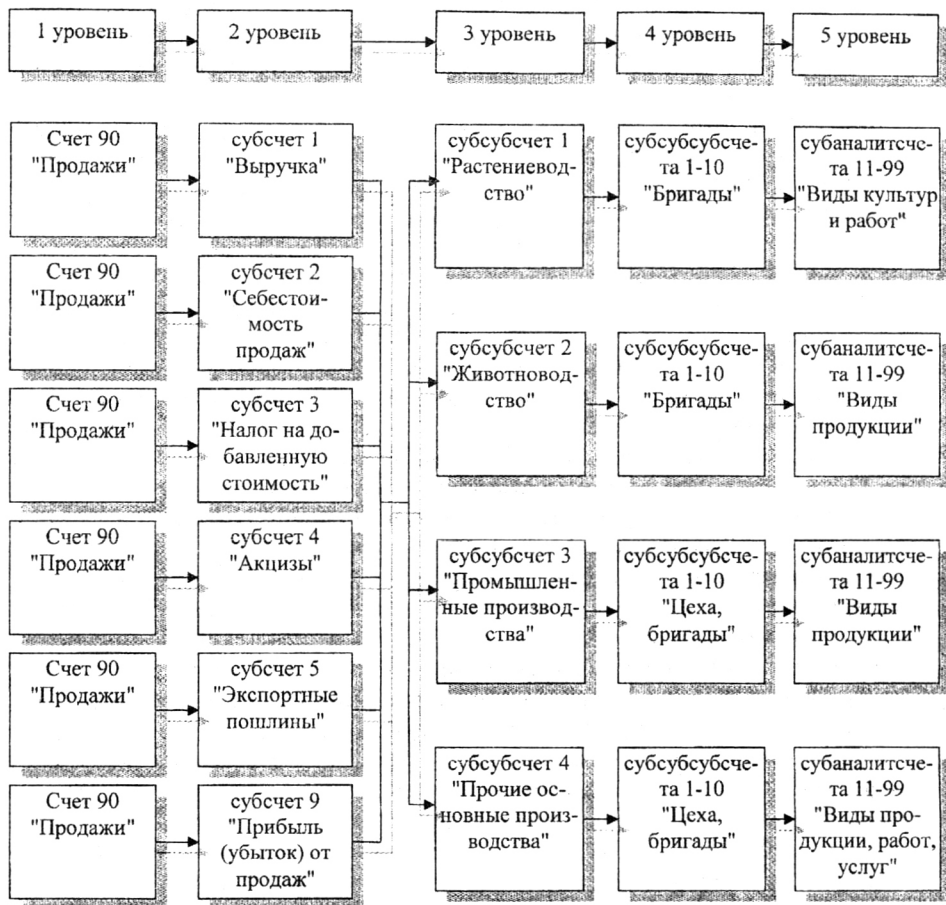 1 уровень
2 уровень
3 уровень
4 уровень
5 уровень
Счет 90
"Продажи"
субсчет 1
"Выручка"
Счет 90
"Продажи"
субсчет 2
"Себестои-
мость
продаж"
Счет 90
"Продажи"
субсчет 3
"Налог на до-
бавленную
стоимость"
Счет 90
"Продажи"
субсчет 4
"Акцизы"
Счет 90
"Продажи"
субсчет 5
"Экспортные
пошлины"
Счет 90
"Продажи"
субсчет 9
"Прибыль
(убыток) от
продаж"
субсубсчет 1
"Растениевод-
ство"
субсубсубсче-
та 1-10
"Бригады"
субаналитсче-
та 11-99
"Виды культур
и работ"
субсубсчет 2
"Животновод-
ство"
субсубсубсче-
та 1-10
"Бригады"
субаналитсче-
та 11-99
"Виды
продукции"
субсубсчет 3
"Промышлен-
ные производ-
ства"
субсубсубсче-
та 1-10
"Цеха,
бригады"
субаналитсче-
та 11-99
"Виды
продукции"
субсубсчет 4
"Прочие ос-
новные произ-
водства"
субсубсубсче-
та 1-10
"Цеха,
бригады"
субаналитсче-
та 11-99
"Виды про-
дукции, работ,
услуг"